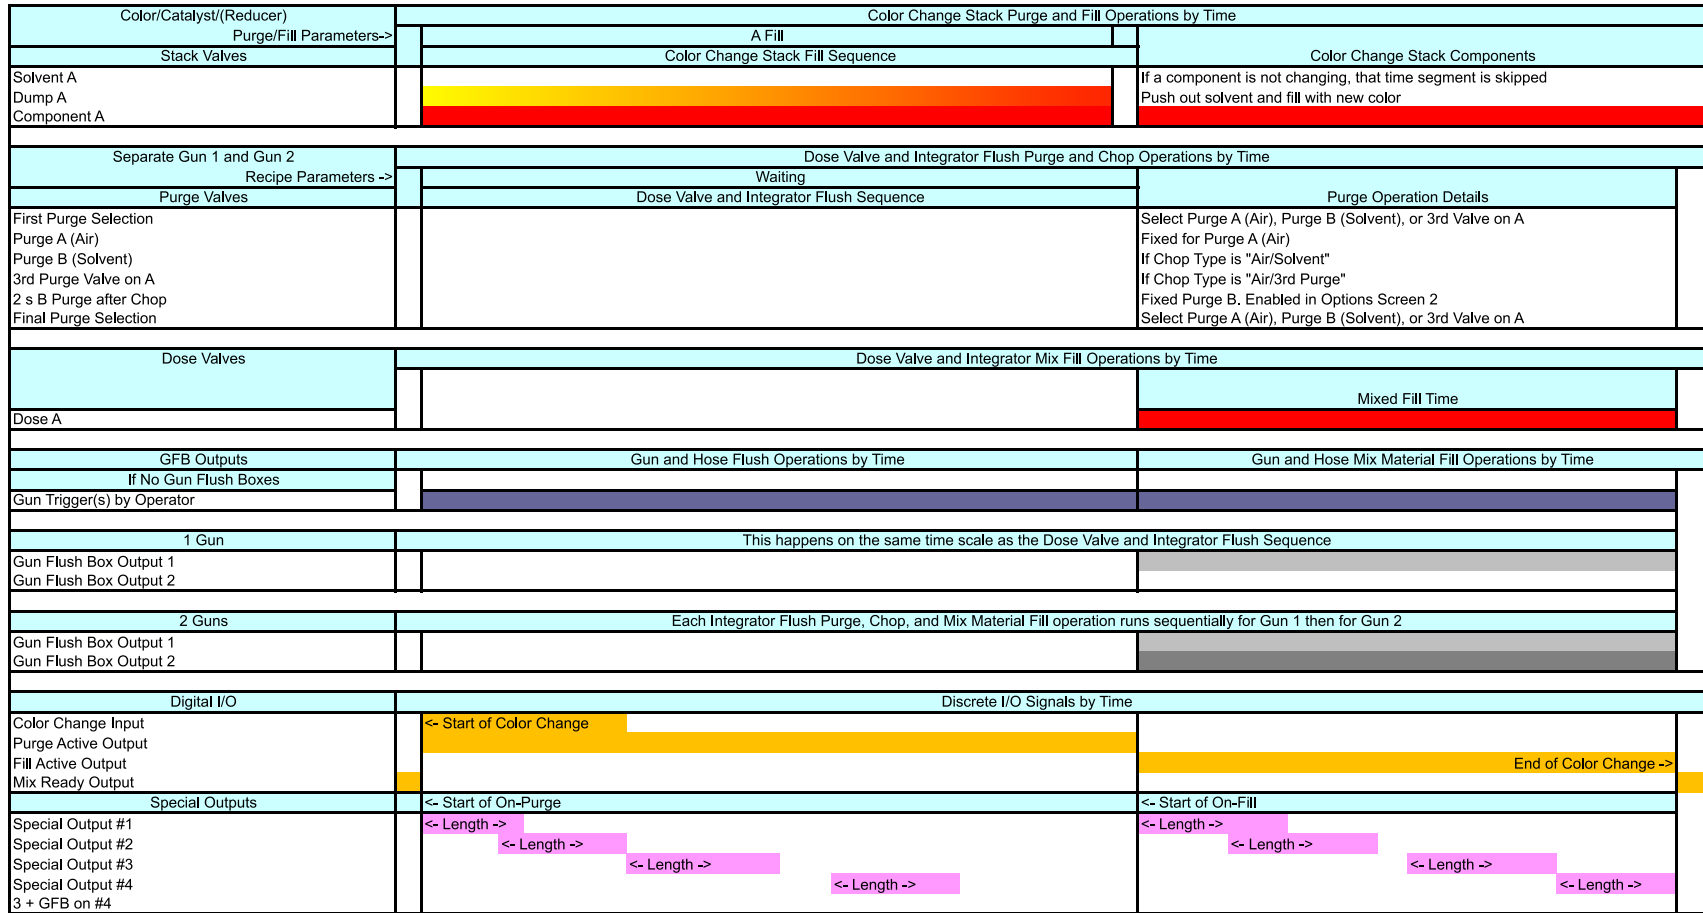 Color/Catalyst/(Reducer)
Color Change Stack Purge and Fill Operations by Time
Purge/Fill Parameters->
A Fill
Stack Valves
Color Change Stack Fill Sequence
Color Change Stack Components
Solvent A
If a component is not changing, that time segment is skipped
Dump A
Push out solvent and fill with new color
Component A
Separate Gun 1 and Gun 2
Dose Valve and Integrator Flush Purge and Chop Operations by Time
Recipe Parameters ->
Waiting
Purge Valves
Dose Valve and Integrator Flush Sequence
Purge Operation Details
First Purge Selection
Select Purge A (Air), Purge B (Solvent), or 3rd Valve on A
Purge A (Air)
Fixed for Purge A (Air)
Purge B (Solvent)
If Chop Type is "Air/Solvent"
3rd Purge Valve on A
If Chop Type is "Air/3rd Purge"
2 s B Purge after Chop
Fixed Purge B. Enabled in Options Screen 2
Final Purge Selection
Select Purge A (Air), Purge B (Solvent), or 3rd Valve on A
Dose Valves
Dose Valve and Integrator Mix Fill Operations by Time
Mixed Fill Time
Dose A
GFB Outputs
Gun and Hose Flush Operations by Time
Gun and Hose Mix Material Fill Operations by Time
If No Gun Flush Boxes
Gun Trigger(s) by Operator
1 Gun
This happens on the same time scale as the Dose Valve and Integrator Flush Sequence
Gun Flush Box Output 1
Gun Flush Box Output 2
2 Guns
Each Integrator Flush Purge, Chop, and Mix Material Fill operation runs sequentially for Gun 1 then for Gun 2
Gun Flush Box Output 1
Gun Flush Box Output 2
Digital I/O
Discrete I/O Signals by Time
Color Change Input
<- Start of Color Change
Purge Active Output
Fill Active Output
End of Color Change ->
Mix Ready Output
Special Outputs
<- Start of On-Purge
<- Start of On-Fill
Special Output #1
<- Length ->
<- Length ->
Special Output #2
<- Length ->
<- Length ->
Special Output #3
<- Length ->
<- Length ->
Special Output #4
<- Length ->
<- Length ->
3 + GFB on #4